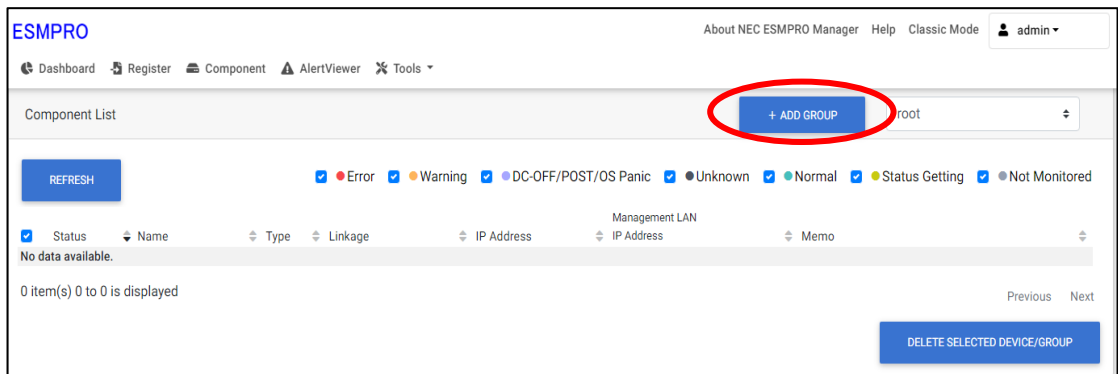 ESMPRO
About NEC ESMPRO Manager Help Classic Mode admin
Dashboard Register Component AlertViewer Tools
Component List
+ ADD GROUP
root
REFRESH
Error Warning DC-OFF/POST/OS Panic Unknown Normal Status Getting Not Monitored
Status Name Type Linkage IP Address Management LAN IP Address Memo
No data available.
0 item(s) 0 to 0 is displayed
Previous Next
DELETE SELECTED DEVICE/GROUP